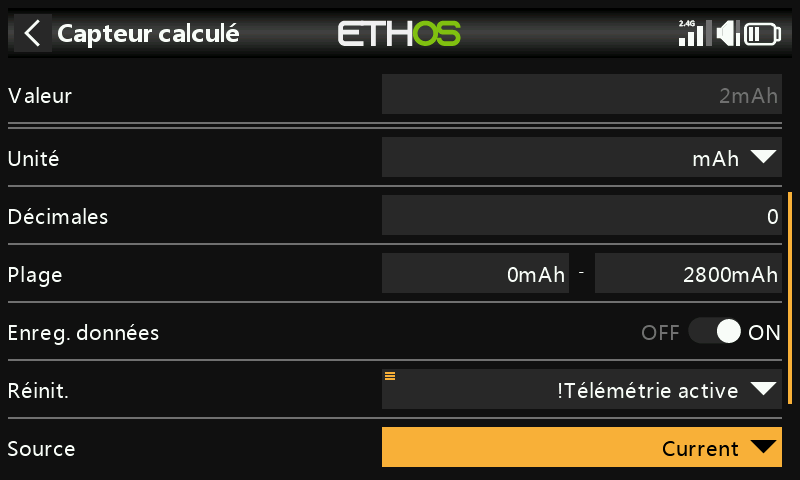 Capteur calculé ETHOS 2.4G
Valeur 2mAh
Unité mAh
Décimales 0
Plage 0mAh - 2800mAh
Enreg. données OFF ON
Réinit. !Télémétrie active
Source Current